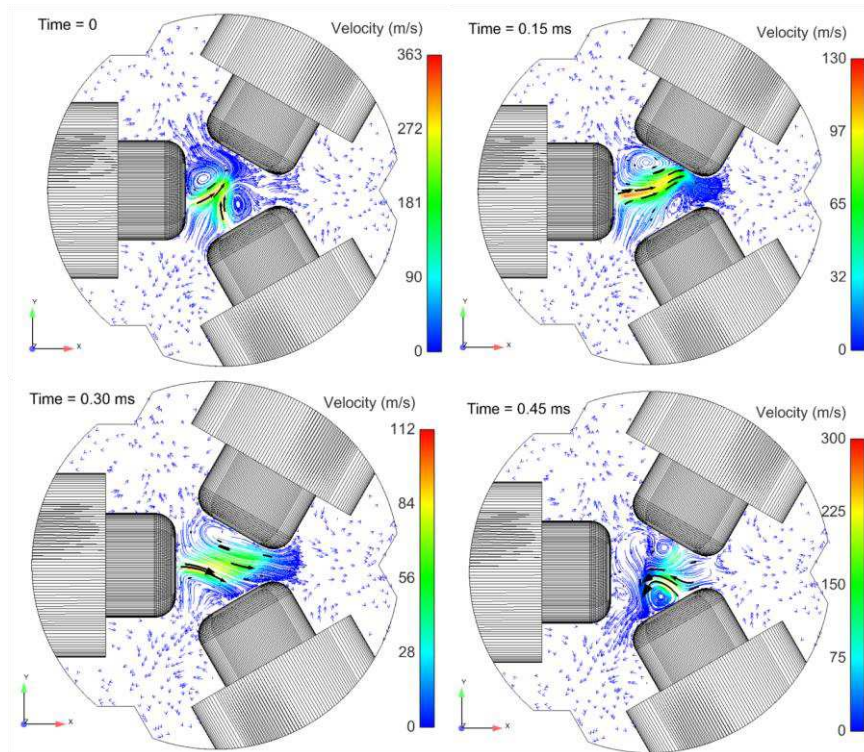 Time = 0
Velocity (m/s)
363
272
181
90
0
Y
Z
X
Time = 0.15 ms
Velocity (m/s)
130
97
65
32
0
Y
Z
X
Time = 0.30 ms
Velocity (m/s)
112
84
56
28
0
Y
Z
X
Time = 0.45 ms
Velocity (m/s)
300
225
150
75
0
Y
Z
X